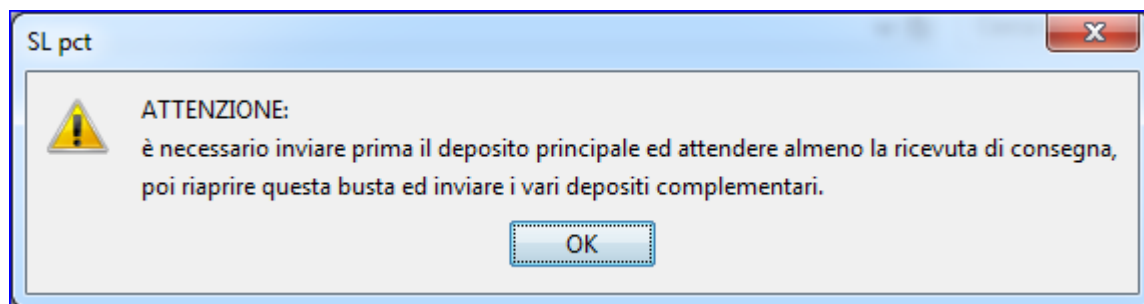 SL pct
ATTENZIONE:
è necessario inviare prima il deposito principale ed attendere almeno la ricevuta di consegna,
poi riaprire questa busta ed inviare i vari depositi complementari.
OK